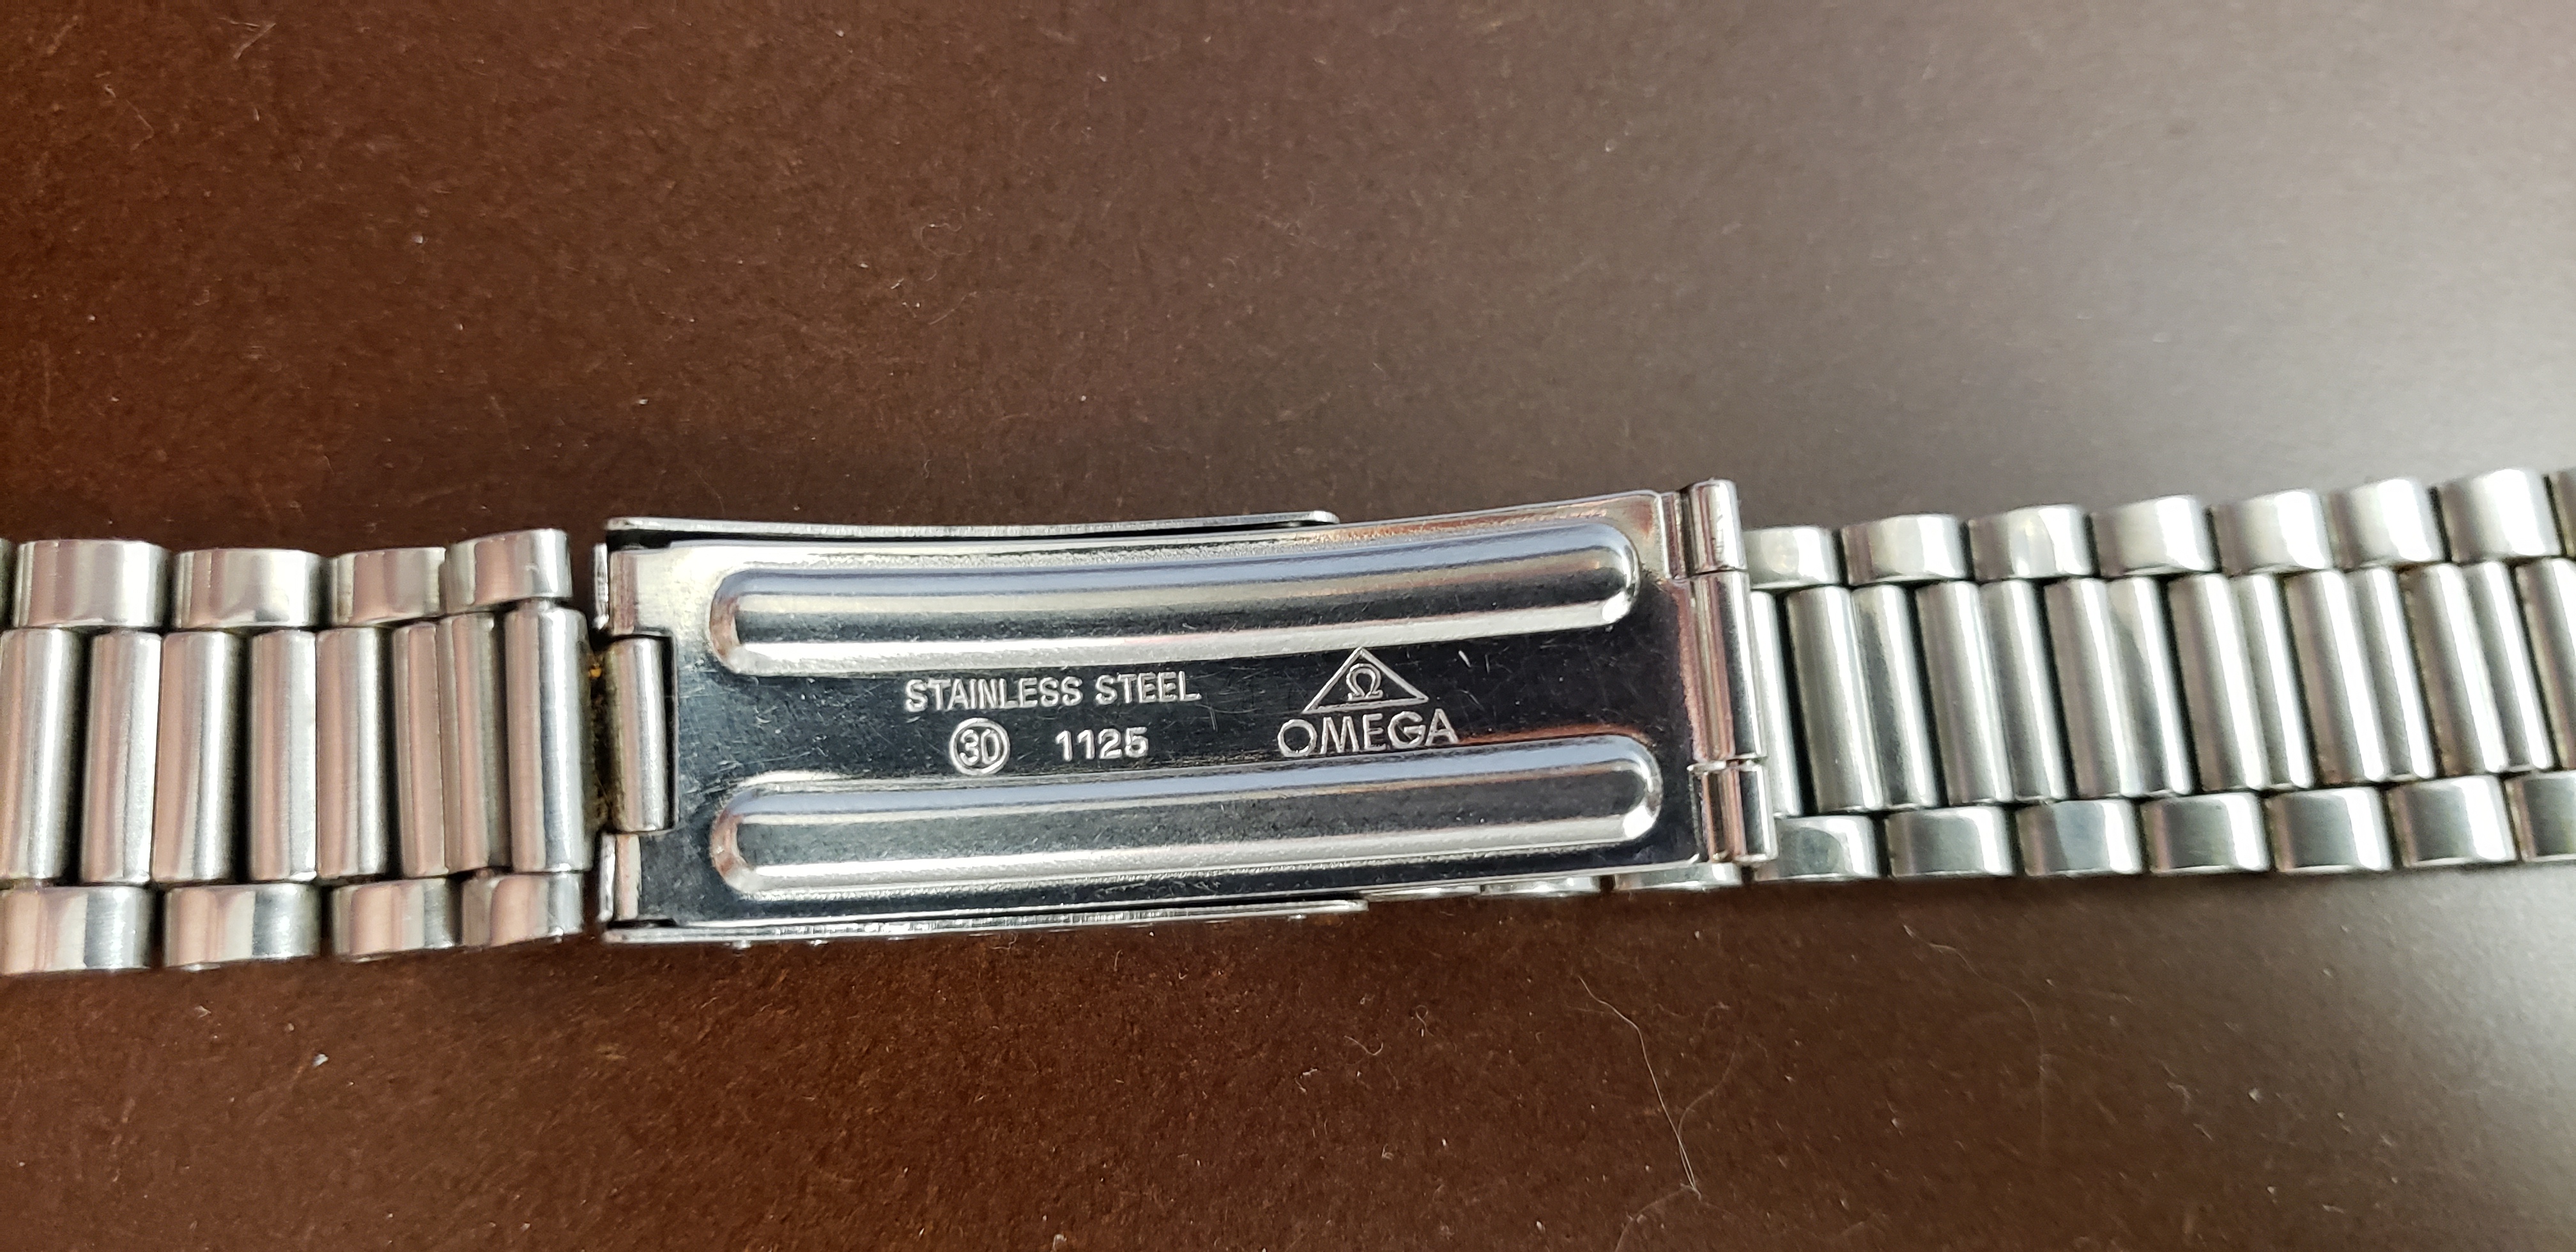 STAINLESS STEEL
30 1125
Ω
OMEGA